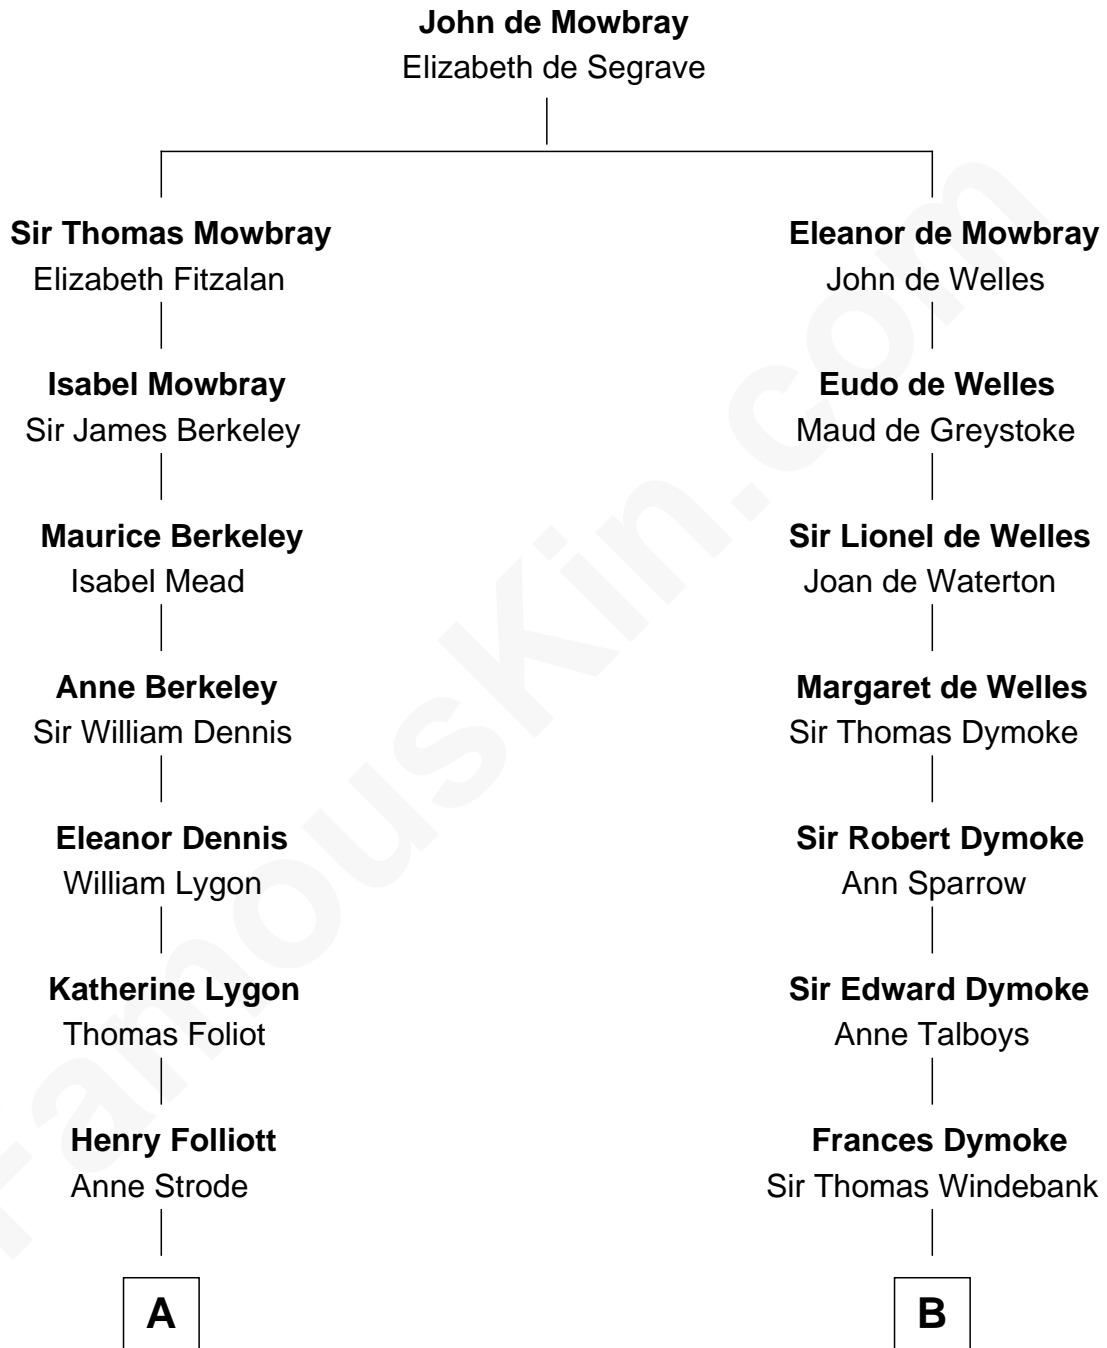 John de Mowbray
Elizabeth de Segrave
Sir Thomas Mowbray
Elizabeth Fitzalan
Isabel Mowbray
Sir James Berkeley
Maurice Berkeley
Isabel Mead
Anne Berkeley
Sir William Dennis
Eleanor Dennis
William Lygon
Katherine Lygon
Thomas Foliot
Henry Folliott
Anne Strode
A
Eleanor de Mowbray
John de Welles
Eudo de Welles
Maud de Greystoke
Sir Lionel de Welles
Joan de Waterton
Margaret de Welles
Sir Thomas Dymoke
Sir Robert Dymoke
Ann Sparrow
Sir Edward Dymoke
Anne Talboys
Frances Dymoke
Sir Thomas Windebank
B
FamousKin.com